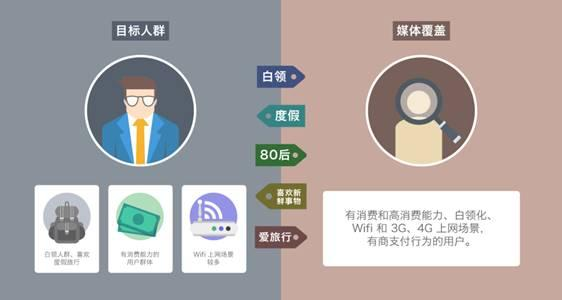 目标人群
媒体覆盖
白领
度假
80后
喜欢新
鲜事物
爱旅行
白领人群、喜欢
度假旅行
有消费能力的
用户群体
Wifi 上网场景
较多
有消费和高消费能力、白领化、
Wifi 和 3G、4G 上网场景，
有商支付行为的用户。